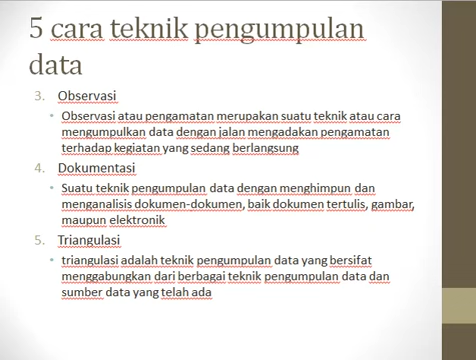 5 cara teknik pengumpulan
data
3. Observasi
• Observasi atau pengamatan merupakan suatu teknik atau cara
mengumpulkan data dengan jalan mengadakan pengamatan
terhadap kegiatan yang sedang berlangsung
4. Dokumentasi
• Suatu teknik pengumpulan data dengan menghimpun dan
menganalisis dokumen-dokumen, baik dokumen tertulis, gambar,
maupun elektronik
5. Triangulasi
• triangulasi adalah teknik pengumpulan data yang bersifat
menggabungkan dari berbagai teknik pengumpulan data dan
sumber data yang telah ada